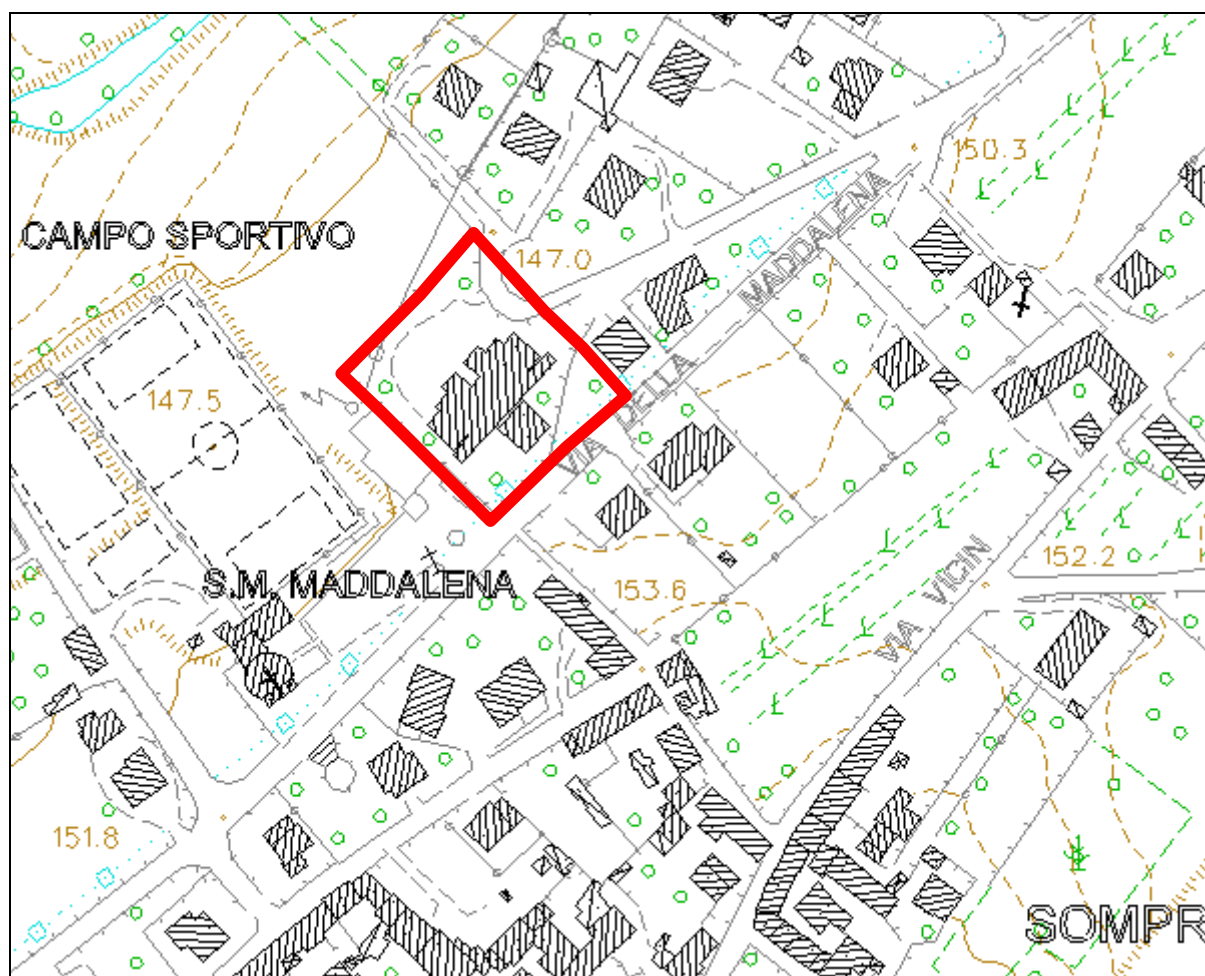 150.3
CAMPO SPORTIVO
147.0
MADDALENA
147.5
VIA DELLA
S.M. MADDALENA
153.6
152.2
VIA VICIN
151.8
SOMPR